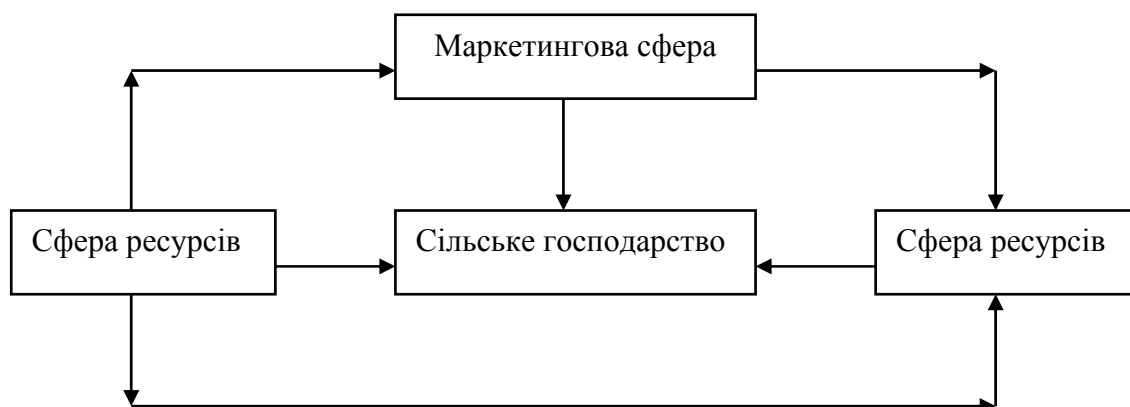 Маркетингова сфера
Сфера ресурсів
Сільське господарство
Сфера ресурсів